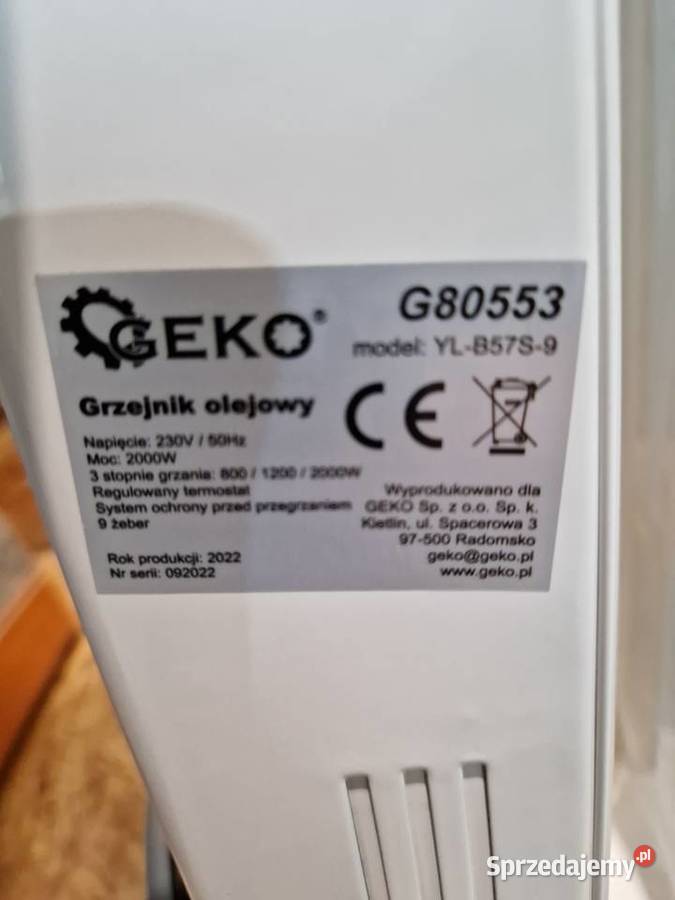 GEKO®
G80553
model: YL-B57S-9
Grzejnik olejowy
CE
Napięcie: 230V / 50Hz
Moc: 2000W
3 stopnie grzania: 800 / 1200 / 2000W
Regulowany termostat
System ochrony przed przegrzaniem
9 żeber
Rok produkcji: 2022
Nr serii: 092022
Wyprodukowano dla
GEKO Sp. z o.o. Sp. k.
Kietlin, ul. Spacerowa 3
97-500 Radomsko
geko@geko.pl
www.geko.pl
Sprzedajemy.pl